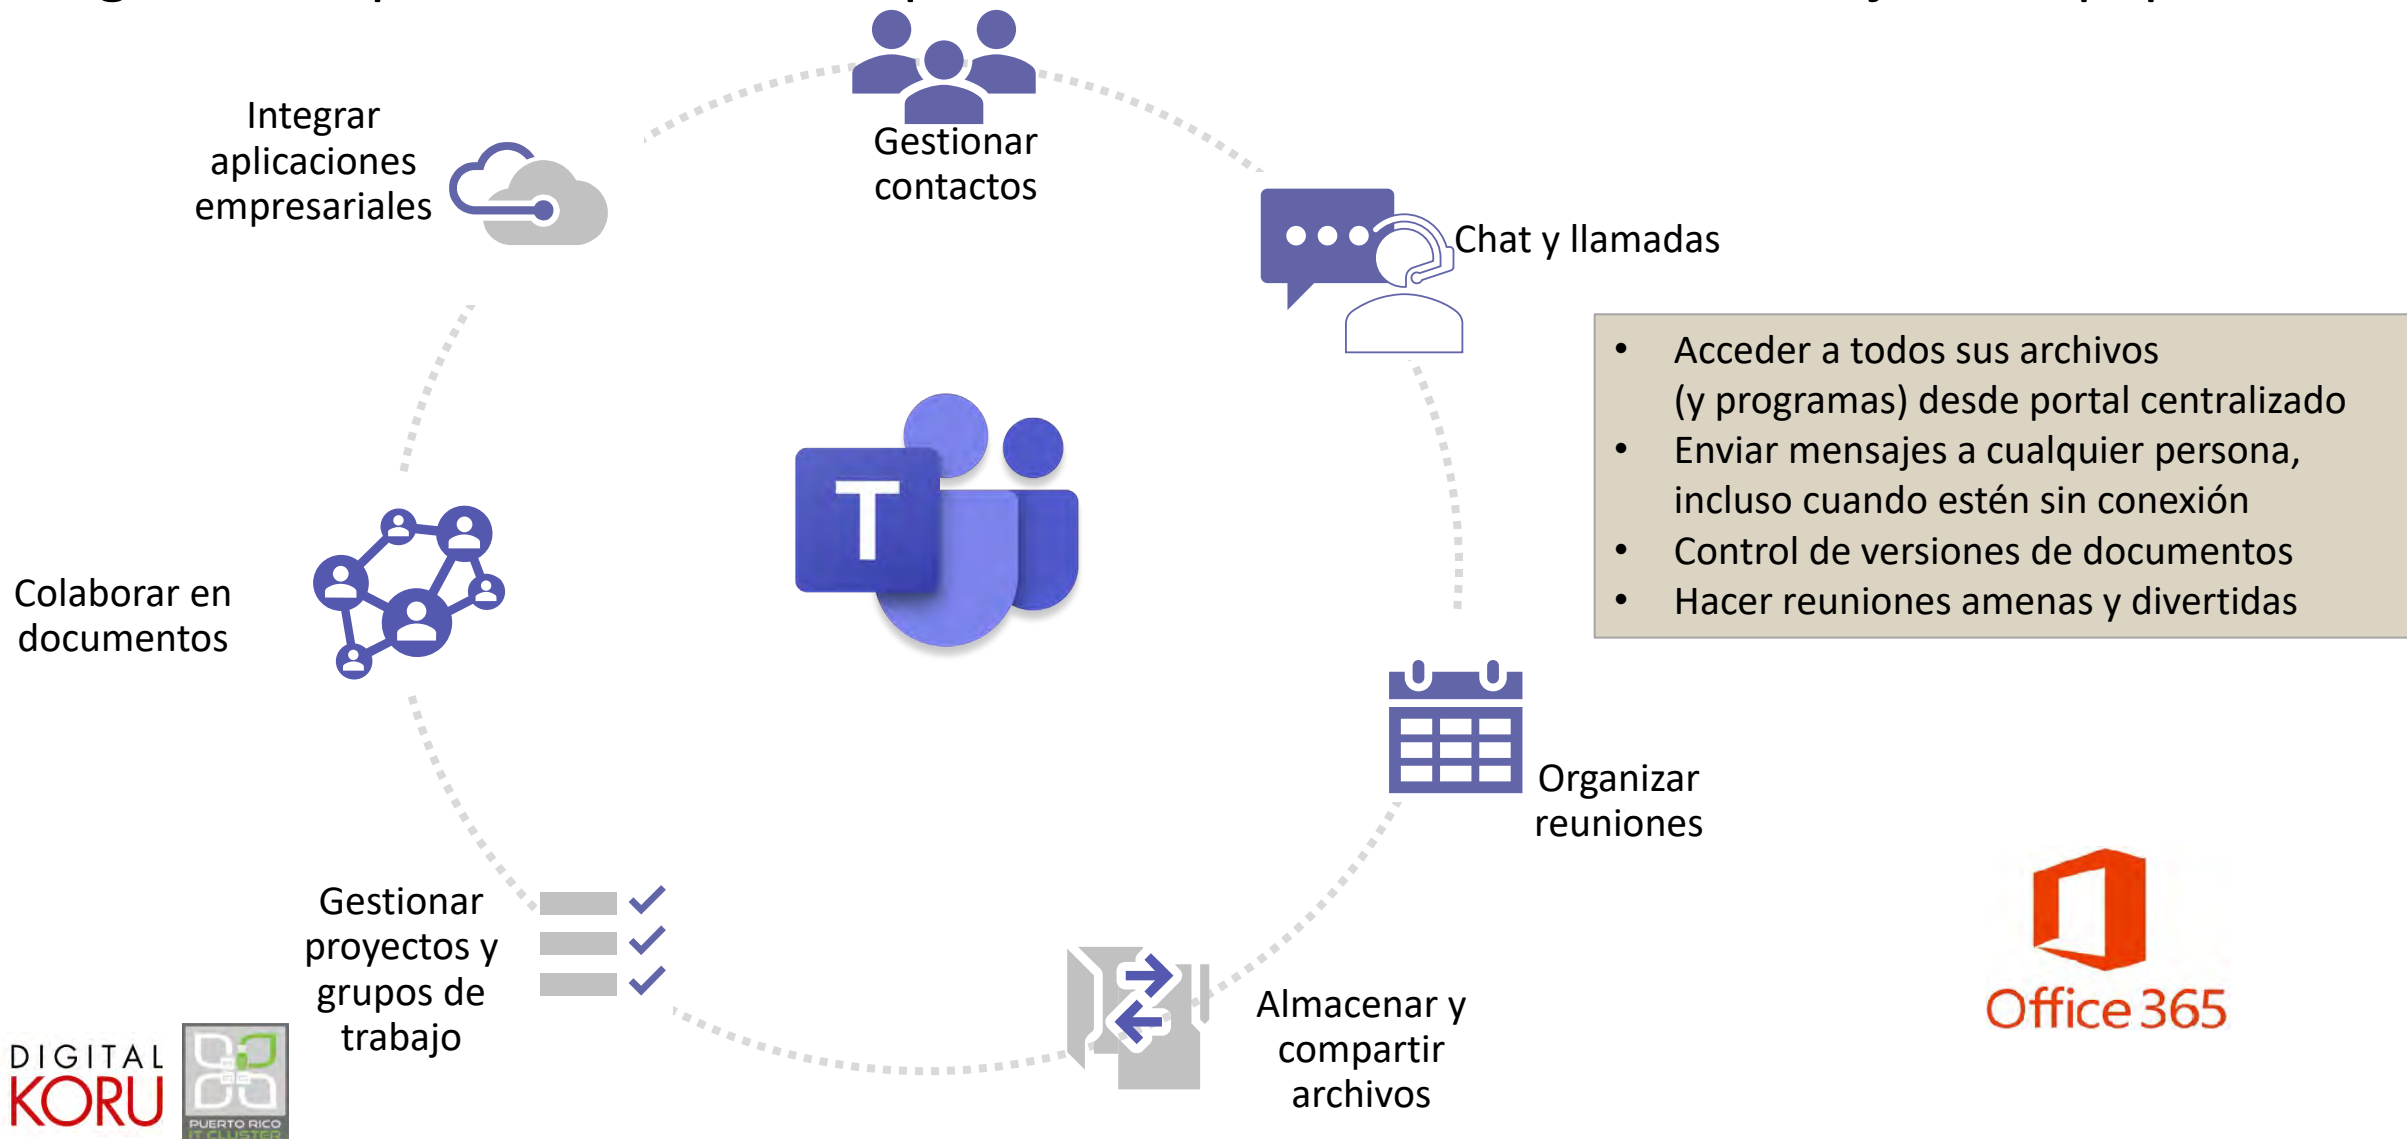 Gestionar
contactos
Integrar
aplicaciones
empresariales
Chat y llamadas
• Acceder a todos sus archivos
(y programas) desde portal centralizado
• Enviar mensajes a cualquier persona,
incluso cuando estén sin conexión
• Control de versiones de documentos
• Hacer reuniones amenas y divertidas
T
Colaborar en
documentos
Organizar
reuniones
Gestionar
proyectos y
grupos de
trabajo
Almacenar y
compartir
archivos
Office 365
DIGITAL
KORU
PUERTO RICO
IT CLUSTER